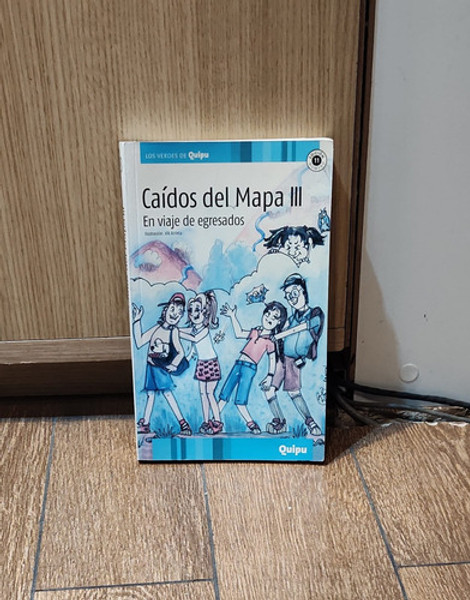 LOS VERDES DE Quipu
11
Caídos del Mapa III
En viaje de egresados
Quipu